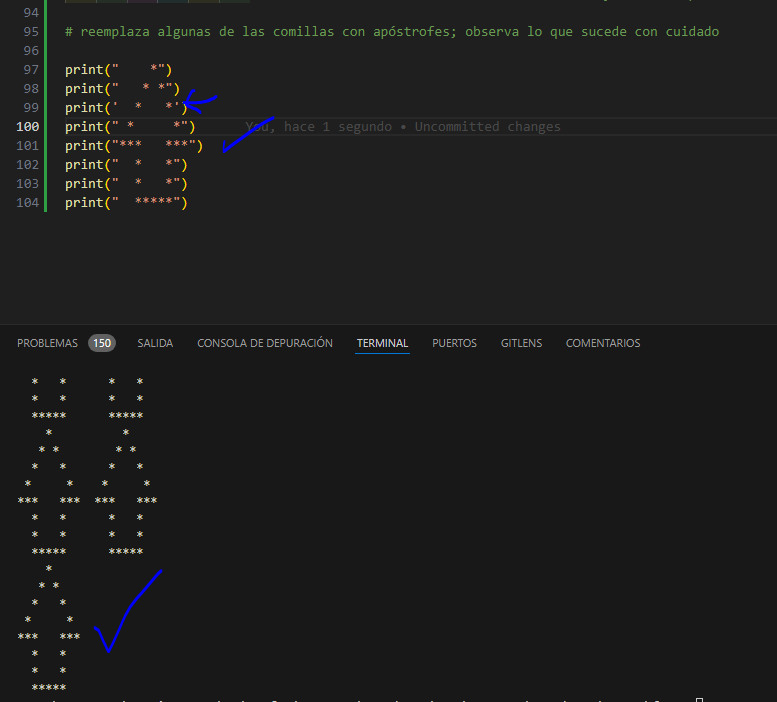 94
95 # reemplaza algunas de las comillas con apóstrofes; observa lo que sucede con cuidado
96
97 print("    *")
98 print("   * *")
99 print('  *   *')
100 print(" *     *") You, hace 1 segundo • Uncommitted changes
101 print("***   ***")
102 print("  *   *")
103 print("  *   *")
104 print("  *****")
PROBLEMAS 150 SALIDA CONSOLA DE DEPURACIÓN TERMINAL PUERTOS GITLENS COMENTARIOS
  *   *      *   *
  *   *      *   *
  *****      *****
    *          *
   * *        * *
  *   *      *   *
 *     *    *     *
***   ***  ***   ***
  *   *      *   *
  *   *      *   *
  *****      *****
    *
   * *
  *   *
 *     *
***   ***
  *   *
  *   *
  *****